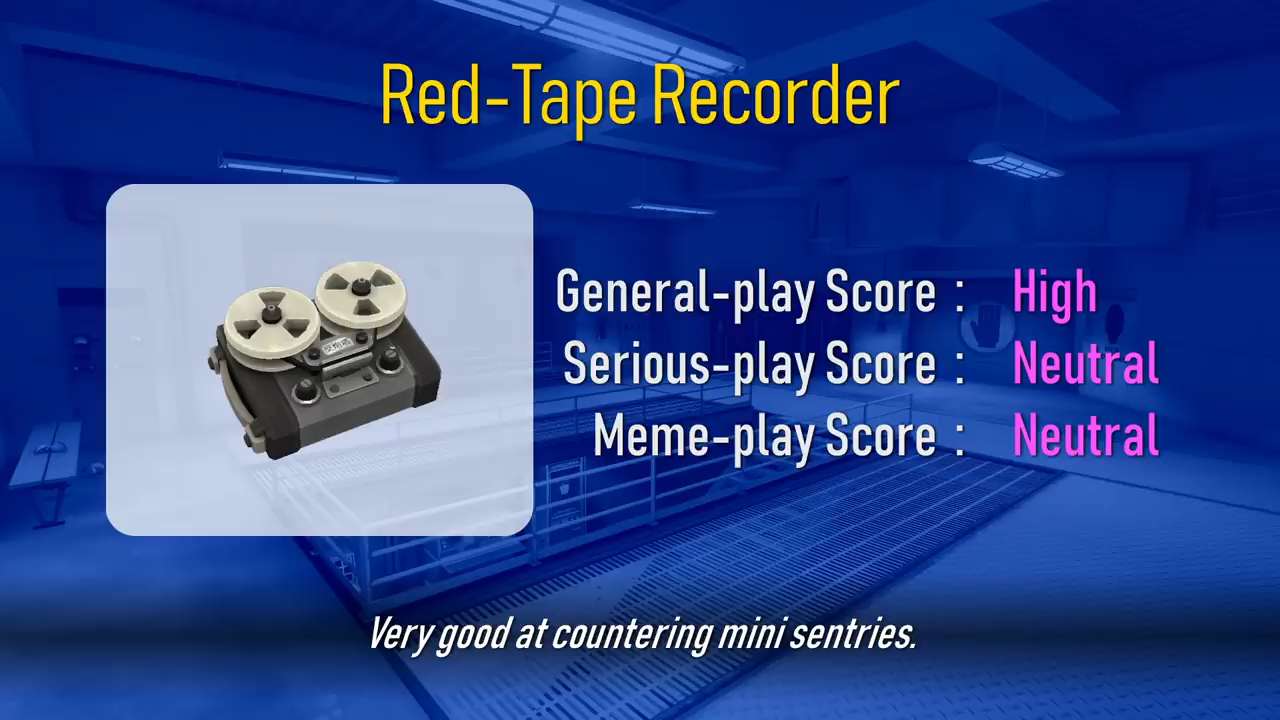 Red-Tape Recorder
General-play Score : High
Serious-play Score : Neutral
Meme-play Score : Neutral
Very good at countering mini sentries.